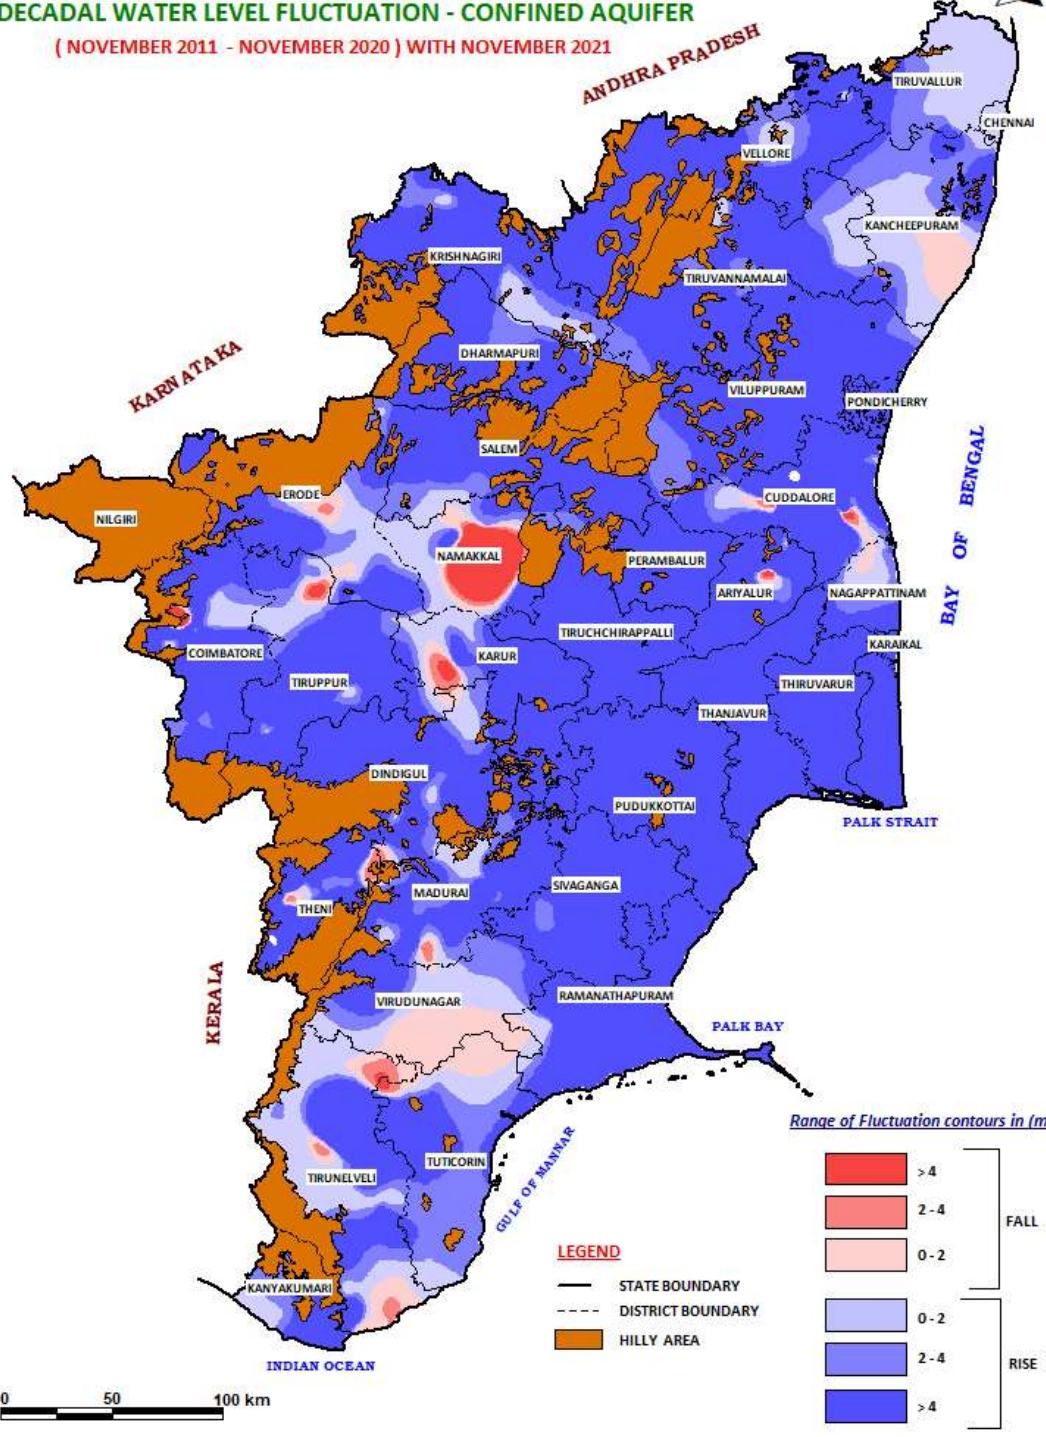 DECADAL WATER LEVEL FLUCTUATION - CONFINED AQUIFER
( NOVEMBER 2011 - NOVEMBER 2020 ) WITH NOVEMBER 2021
ANDHRA PRADESH
TIRUVALLUR
CHENNAI
VELLORE
KANCHEEPURAM
KRISHNAGIRI
TIRUVANNAMALAI
KARNATAKA
DHARMAPURI
VILUPPURAM
PONDICHERRY
SALEM
BAY OF BENGAL
ERODE
CUDDALORE
NILGIRI
NAMAKKAL
PERAMBALUR
ARIYALUR
NAGAPPATTINAM
TIRUCHCHIRAPPALLI
KARAIKAL
COIMBATORE
KARUR
TIRUPPUR
THIRUVARUR
THANJAVUR
DINDIGUL
PUDUKKOTTAI
PALK STRAIT
MADURAI
SIVAGANGA
THENI
KERALA
VIRUDUNAGAR
RAMANATHAPURAM
PALK BAY
TUTICORIN
TIRUNELVELI
GULF OF MANNAR
KANYAKUMARI
INDIAN OCEAN
0 50 100 km
LEGEND
STATE BOUNDARY
DISTRICT BOUNDARY
HILLY AREA
Range of Fluctuation contours in (m
> 4
2 - 4
0 - 2
FALL
0 - 2
2 - 4
> 4
RISE